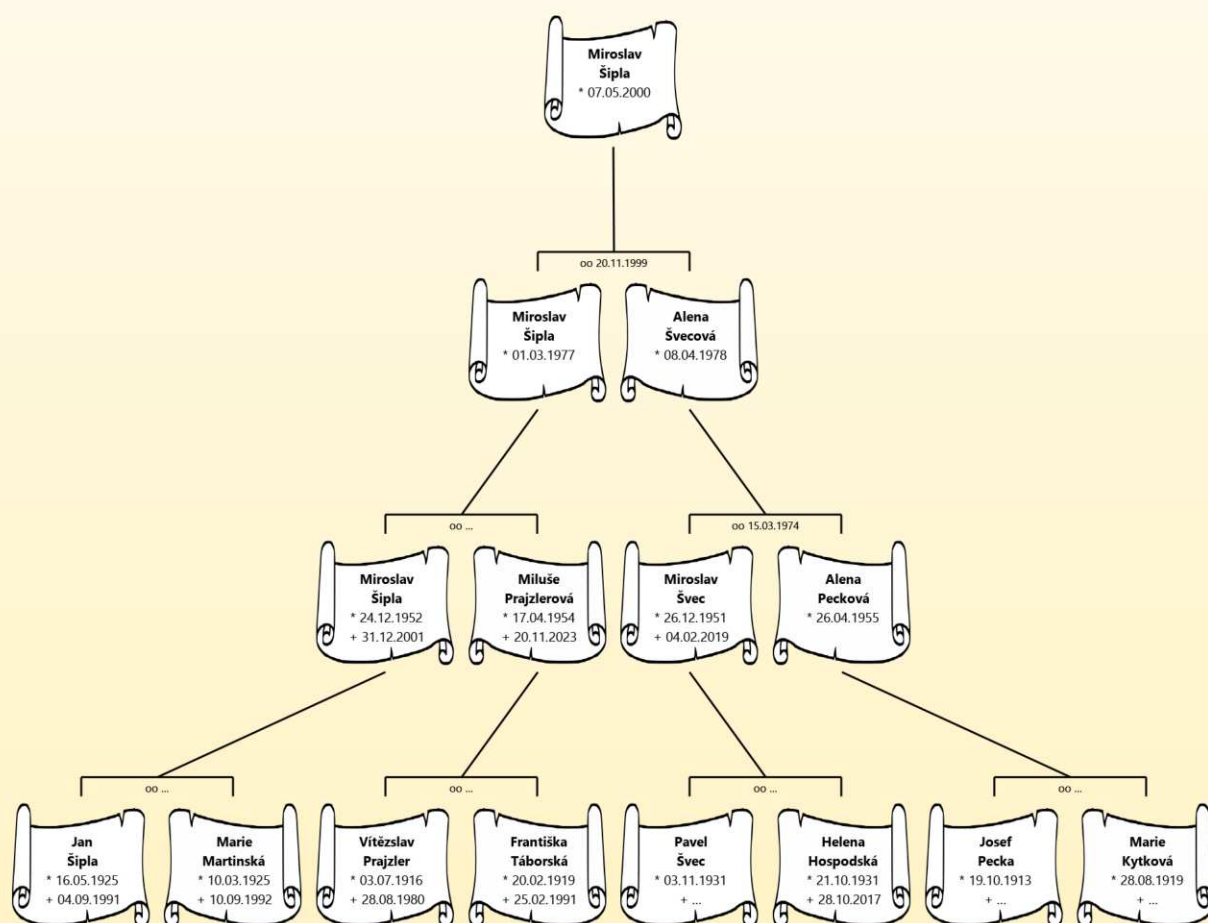 Miroslav
Šipla
* 07.05.2000
oo 20.11.1999
Miroslav
Šipla
* 01.03.1977
Alena
Švecová
* 08.04.1978
oo ...
oo 15.03.1974
Miroslav
Šipla
* 24.12.1952
+ 31.12.2001
Miluše
Prajzlerová
* 17.04.1954
+ 20.11.2023
Miroslav
Švec
* 26.12.1951
+ 04.02.2019
Alena
Pecková
* 26.04.1955
oo ...
oo ...
oo ...
oo ...
Jan
Šipla
* 16.05.1925
+ 04.09.1991
Marie
Martinská
* 10.03.1925
+ 10.09.1992
Vítězslav
Prajzler
* 03.07.1916
+ 28.08.1980
Františka
Táborská
* 20.02.1919
+ 25.02.1991
Pavel
Švec
* 03.11.1931
+ ...
Helena
Hospodská
* 21.10.1931
+ 28.10.2017
Josef
Pecka
* 19.10.1913
+ ...
Marie
Kytková
* 28.08.1919
+ ...